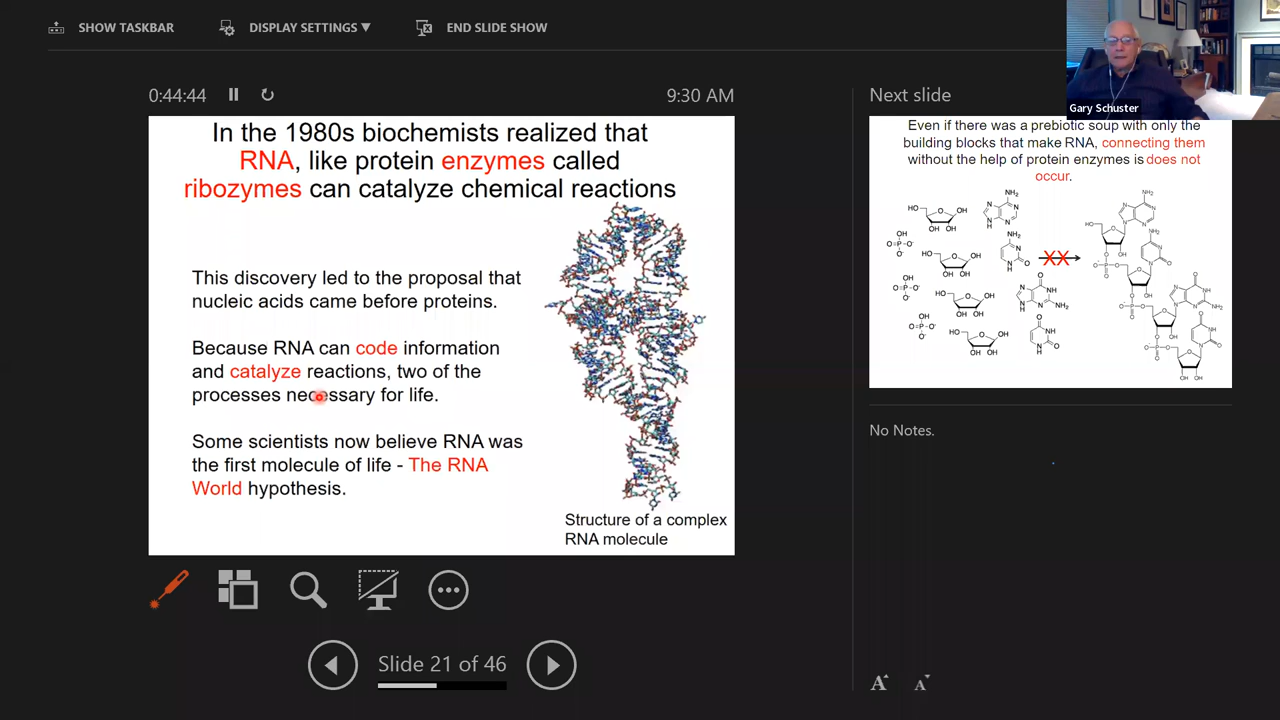 SHOW TASKBAR
DISPLAY SETTINGS
END SLIDE SHOW
Gary Schuster
0:44:44
9:30 AM
In the 1980s biochemists realized that
RNA, like protein enzymes called
ribozymes can catalyze chemical reactions
This discovery led to the proposal that
nucleic acids came before proteins.
Because RNA can code information
and catalyze reactions, two of the
processes necessary for life.
Some scientists now believe RNA was
the first molecule of life - The RNA
World hypothesis.
Structure of a complex
RNA molecule
Slide 21 of 46
Next slide
Even if there was a prebiotic soup with only the
building blocks that make RNA, connecting them
without the help of protein enzymes is does not
occur.
XX
No Notes.
A A